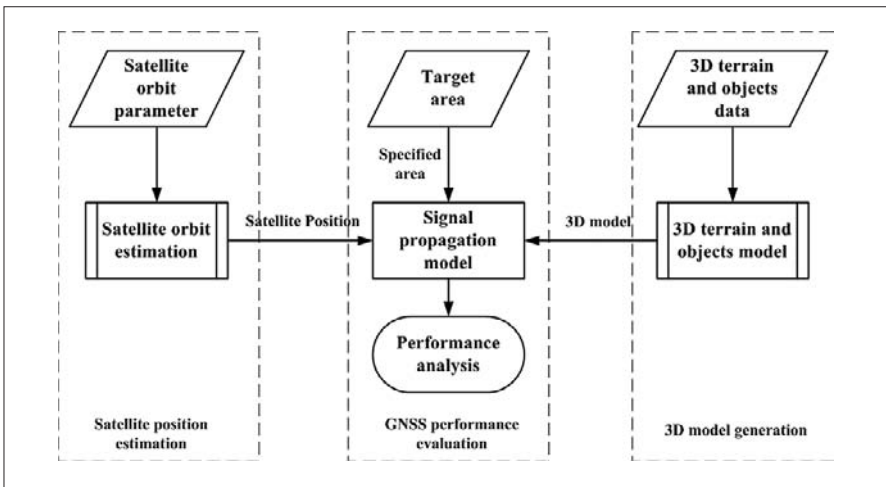 Satellite
orbit
parameter
Satellite orbit
estimation
Satellite position
estimation
Satellite Position
Target
area
Specified
area
Signal
propagation
model
Performance
analysis
GNSS performance
evaluation
3D model
3D terrain
and objects
data
3D terrain and
objects model
3D model generation